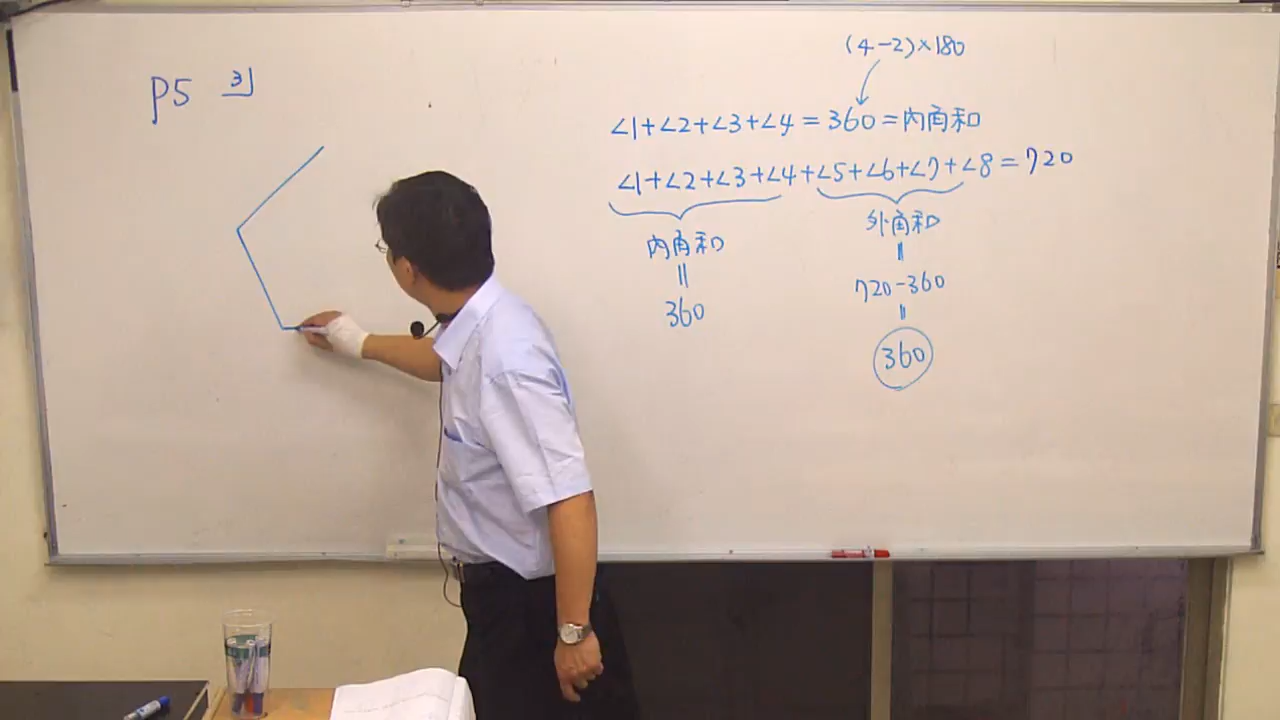 P5 3
(4-2)×180
∠1+∠2+∠3+∠4=360=內角和
∠1+∠2+∠3+∠4+∠5+∠6+∠7+∠8=720
內角和
=
360
外角和
=
720-360
=
360